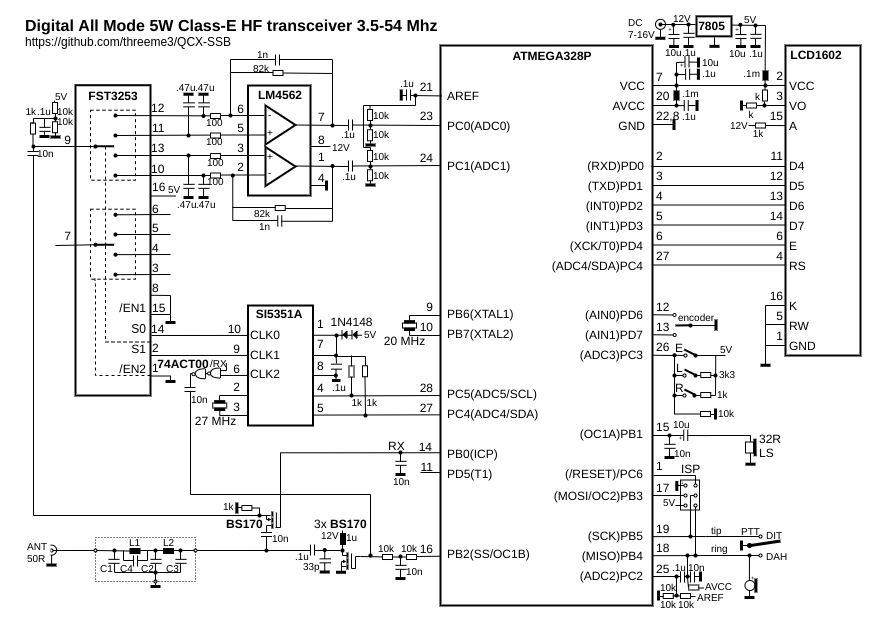 Digital All Mode 5W Class-E HF transceiver 3.5-54 Mhz
https://github.com/threeme3/QCX-SSB
DC
7-16V
12V
7805
5V
10u .1u
10u .1u
10u
.1u
.1m
.1m
.1u
ATMEGA328P
LCD1602
7 VCC
20 AVCC
22,8 GND
21 AREF
.1u
23 PC0(ADC0)
24 PC1(ADC1)
2 VCC
3 VO
15 A
k
k
12V
1k
2 (RXD)PD0 11 D4
3 (TXD)PD1 12 D5
4 (INT0)PD2 13 D6
5 (INT1)PD3 14 D7
6 (XCK/T0)PD4 6 E
27 (ADC4/SDA)PC4 4 RS
16 K
5 RW
1 GND
FST3253
5V
1k .1u 10k
10k
10n
9
7
12
11
13
10
16 5V
6
5
4
3
8
/EN1 15
S0 14
S1 2
/EN2 1
.47u .47u
100
100
100
100
.47u .47u
LM4562
1n
82k
6
5
3
2
-
+
+
-
7
8 12V
1
4
82k
1n
.1u
.1u
10k
10k
10k
10k
SI5351A
10 CLK0
9 CLK1
6 CLK2
2
3
27 MHz
74ACT00 /RX
10n
1
7
8
4
5
1N4148
5V
.1u
1k 1k
9 PB6(XTAL1)
10 PB7(XTAL2)
20 MHz
28 PC5(ADC5/SCL)
27 PC4(ADC4/SDA)
RX 14 PB0(ICP)
10n
11 PD5(T1)
16 PB2(SS/OC1B)
12 (AIN0)PD6
13 (AIN1)PD7
26 (ADC3)PC3
encoder
E
L
R
5V
3k3
1k
10k
15 (OC1A)PB1
10u
10n
32R
LS
1 (/RESET)/PC6
ISP
17 (MOSI/OC2)PB3
5V
19 (SCK)PB5
tip
PTT
DIT
18 (MISO)PB4
ring
DAH
25 (ADC2)PC2
.1u 10n
10k
AVCC
AREF
10k 10k
1k
BS170
10n
3x BS170
12V 1u
.1u
33p
10k 10k
10n
ANT
50R
L1
L2
C1 C4 C2 C3